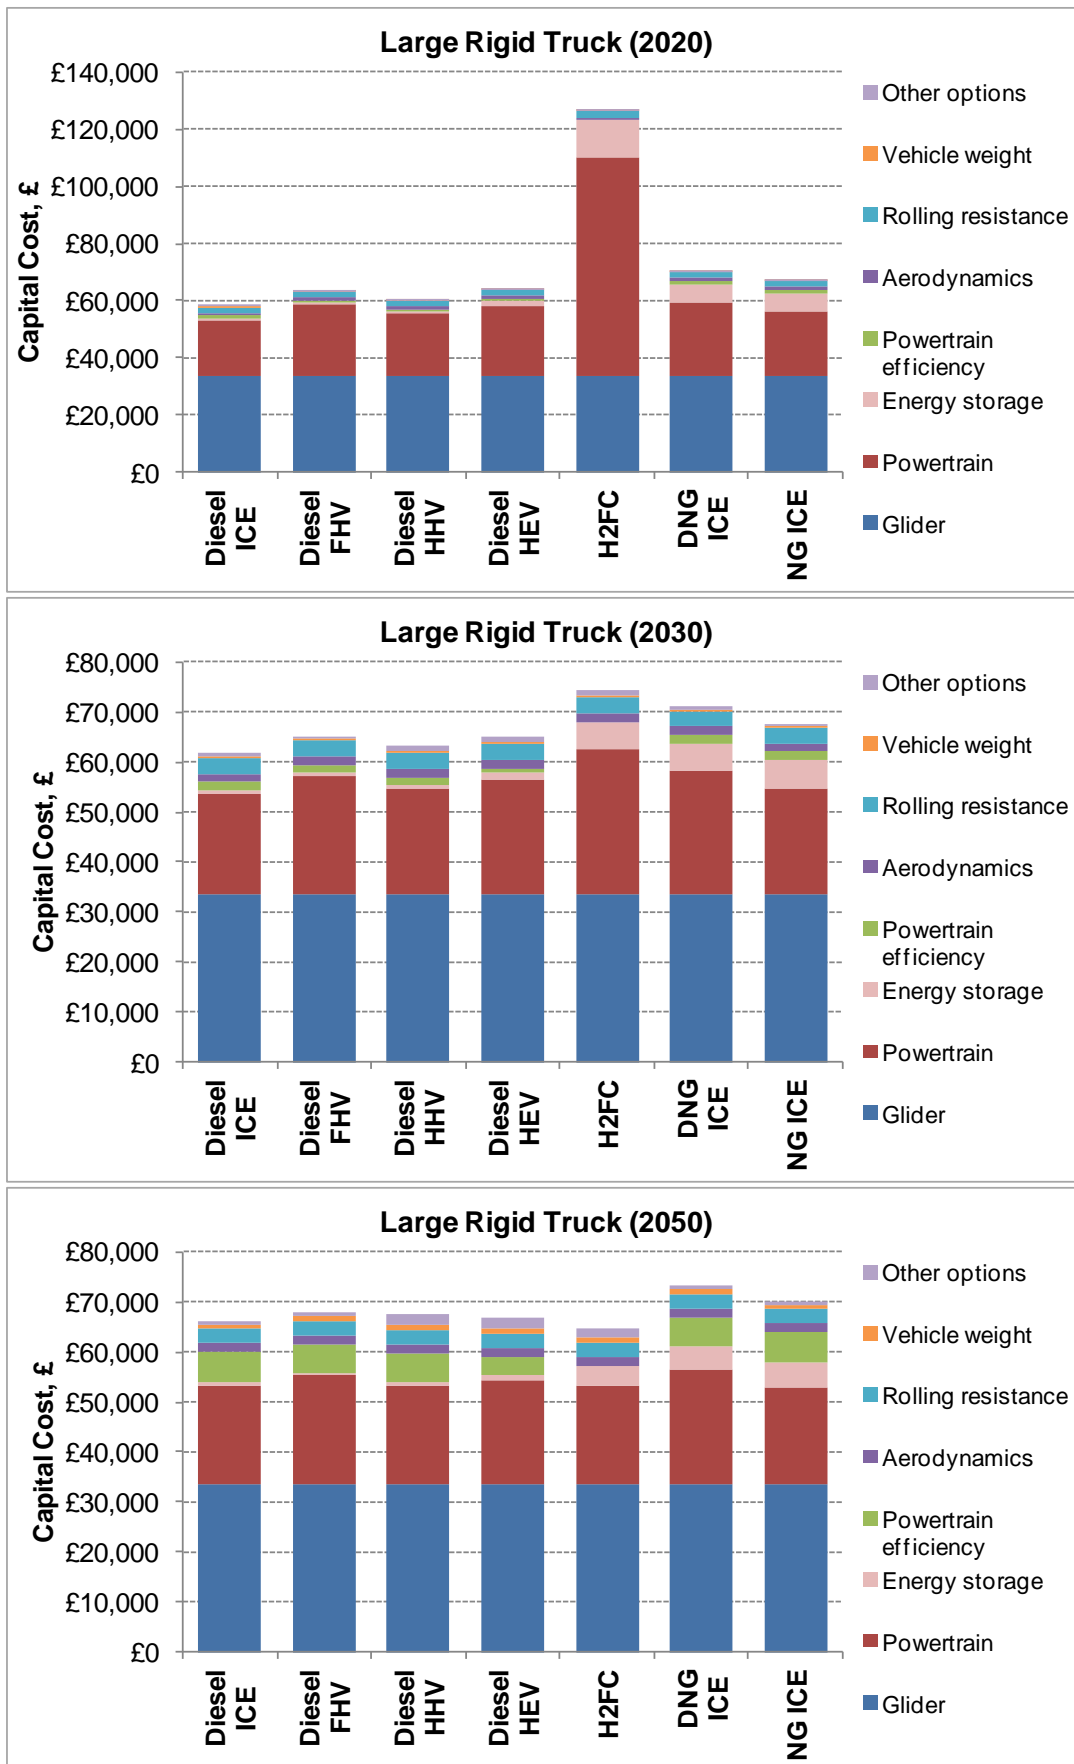 Large Rigid Truck (2020)
Capital Cost, £
£140,000
£120,000
£100,000
£80,000
£60,000
£40,000
£20,000
£0
Diesel
ICE
Diesel
FHV
Diesel
HHV
Diesel
HEV
H2FC
DNG
ICE
NG ICE
Other options
Vehicle weight
Rolling resistance
Aerodynamics
Powertrain
efficiency
Energy storage
Powertrain
Glider
Large Rigid Truck (2030)
Capital Cost, £
£80,000
£70,000
£60,000
£50,000
£40,000
£30,000
£20,000
£10,000
£0
Diesel
ICE
Diesel
FHV
Diesel
HHV
Diesel
HEV
H2FC
DNG
ICE
NG ICE
Other options
Vehicle weight
Rolling resistance
Aerodynamics
Powertrain
efficiency
Energy storage
Powertrain
Glider
Large Rigid Truck (2050)
Capital Cost, £
£80,000
£70,000
£60,000
£50,000
£40,000
£30,000
£20,000
£10,000
£0
Diesel
ICE
Diesel
FHV
Diesel
HHV
Diesel
HEV
H2FC
DNG
ICE
NG ICE
Other options
Vehicle weight
Rolling resistance
Aerodynamics
Powertrain
efficiency
Energy storage
Powertrain
Glider